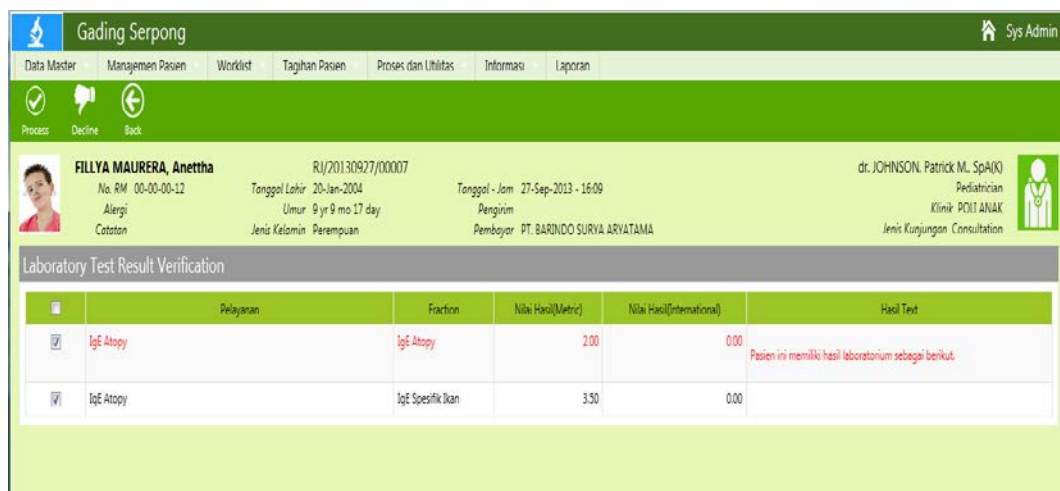 Gading Serpong Sys Admin
Data Master Manajemen Pasien Worklist Tagihan Pasien Proses dan Utilitas Informasi Laporan
Process Decline Back
FILLYA MAURERA, Anettha RJ/20130927/00007 dr. JOHNSON. Patrick M., SpA(K)
No. RM 00-00-00-12 Tanggal Lahir 20-Jan-2004 Tanggal - Jam 27-Sep-2013 - 16:09 Pediatrician
Alergi Umur 9 yr 9 mo 17 day Pengirim Klinik POLI ANAK
Catatan Jenis Kelamin Perempuan Pembayar PT. BARINDO SURYA ARYATAMA Jenis Kunjungan Consultation
Laboratory Test Result Verification
Pelayanan Fraction Nilai Hasil(Metric) Nilai Hasil(International) Hasil Text
IgE Atopy IgE Atopy 2.00 0.00
Pasien ini memiliki hasil laboratorium sebagai berikut.
IgE Atopy IgE Spesifik Ikan 3.50 0.00